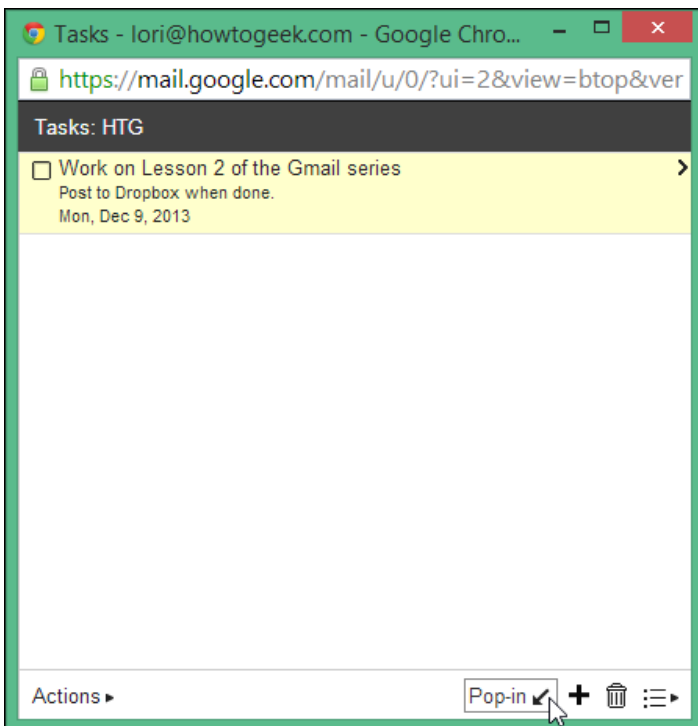 Tasks - lori@howtogeek.com - Google Chro...
https://mail.google.com/mail/u/0/?ui=2&view=btop&ver
Tasks: HTG
Work on Lesson 2 of the Gmail series
Post to Dropbox when done.
Mon, Dec 9, 2013
Actions
Pop-in